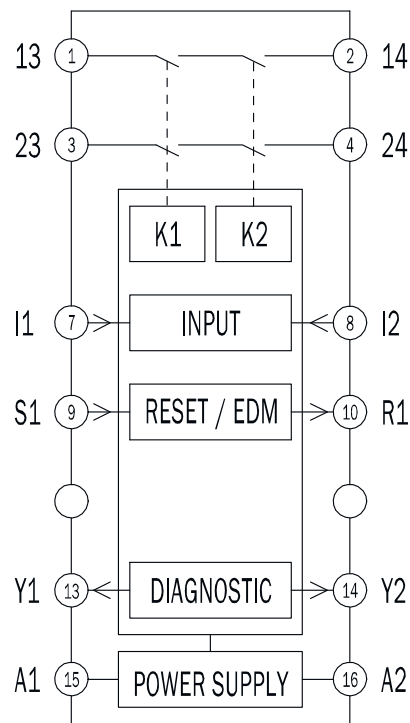 13 1 2 14
23 3 4 24
K1 K2
I1 7 INPUT 8 I2
S1 9 RESET / EDM 10 R1
Y1 13 DIAGNOSTIC 14 Y2
A1 15 POWER SUPPLY 16 A2